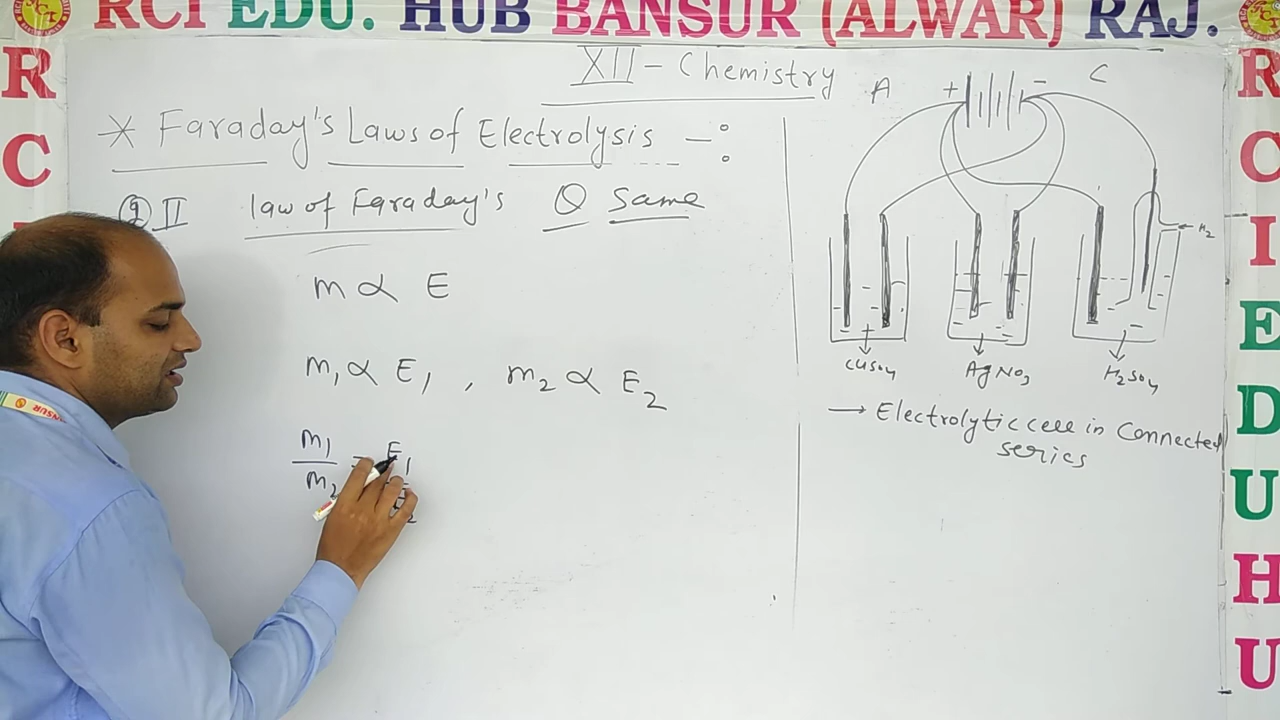 RCI EDU. HUB BANSUR (ALWAR) RAJ.
XII - Chemistry
* Faraday's Laws of Electrolysis -:
② II law of Faraday's Q Same
m ∝ E
m₁ ∝ E₁ , m₂ ∝ E₂
m₁/m₂ = E₁/E₂
A + - C
H₂
CuSO₄ AgNO₃ H₂SO₄
→ Electrolytic cell in Connected
series
R
C
R
C
I
E
D
U
H
U